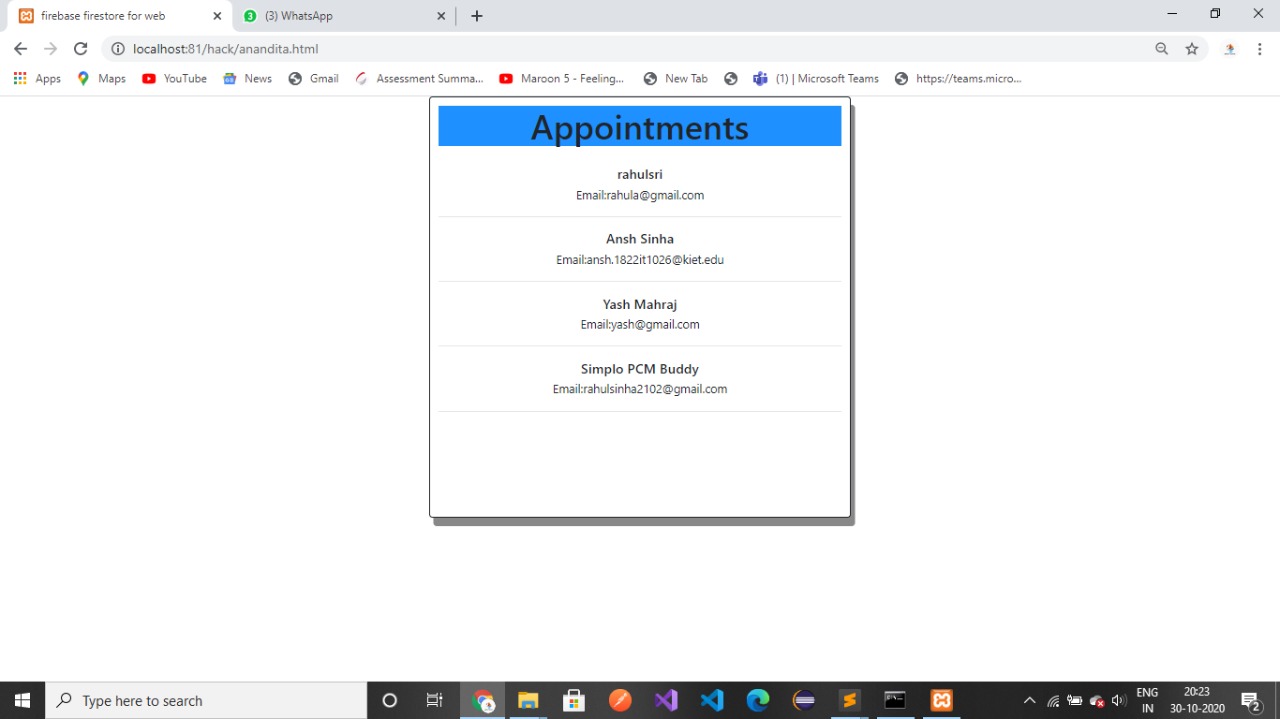 firebase firestore for web
3
(3) WhatsApp
localhost:81/hack/anandita.html
Apps
Maps
YouTube
News
Gmail
Assessment Summa...
Maroon 5 - Feeling...
New Tab
(1) | Microsoft Teams
https://teams.micro...
Appointments
rahulsri
Email:rahula@gmail.com
Ansh Sinha
Email:ansh.1822it1026@kiet.edu
Yash Mahraj
Email:yash@gmail.com
Simplo PCM Buddy
Email:rahulsinha2102@gmail.com
Type here to search
ENG
IN
20:23
30-10-2020
2